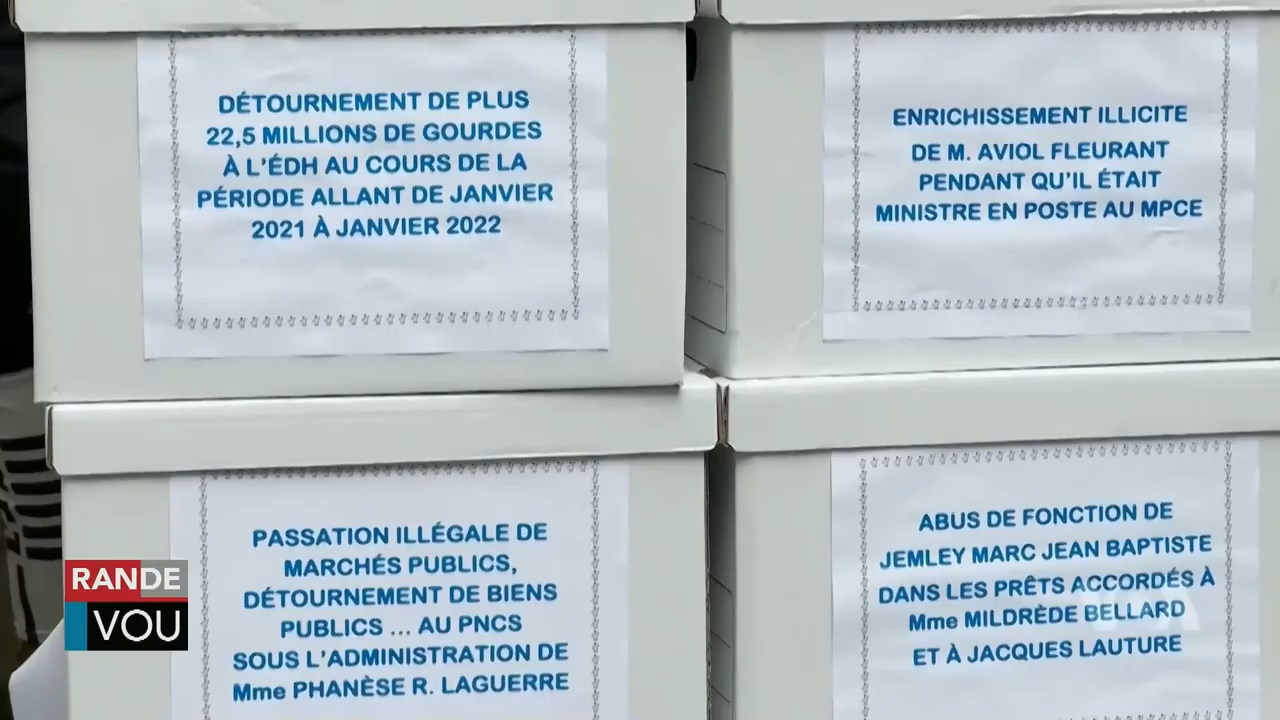 DÉTOURNEMENT DE PLUS
22,5 MILLIONS DE GOURDES
À L'ÉDH AU COURS DE LA
PÉRIODE ALLANT DE JANVIER
2021 À JANVIER 2022
ENRICHISSEMENT ILLICITE
DE M. AVIOL FLEURANT
PENDANT QU'IL ÉTAIT
MINISTRE EN POSTE AU MPCE
PASSATION ILLÉGALE DE
MARCHÉS PUBLICS,
DÉTOURNEMENT DE BIENS
PUBLICS ... AU PNCS
SOUS L'ADMINISTRATION DE
Mme PHANÈSE R. LAGUERRE
ABUS DE FONCTION DE
JEMLEY MARC JEAN BAPTISTE
DANS LES PRÊTS ACCORDÉS À
Mme MILDRÈDE BELLARD
ET À JACQUES LAUTURE
RANDE
VOU
VOA